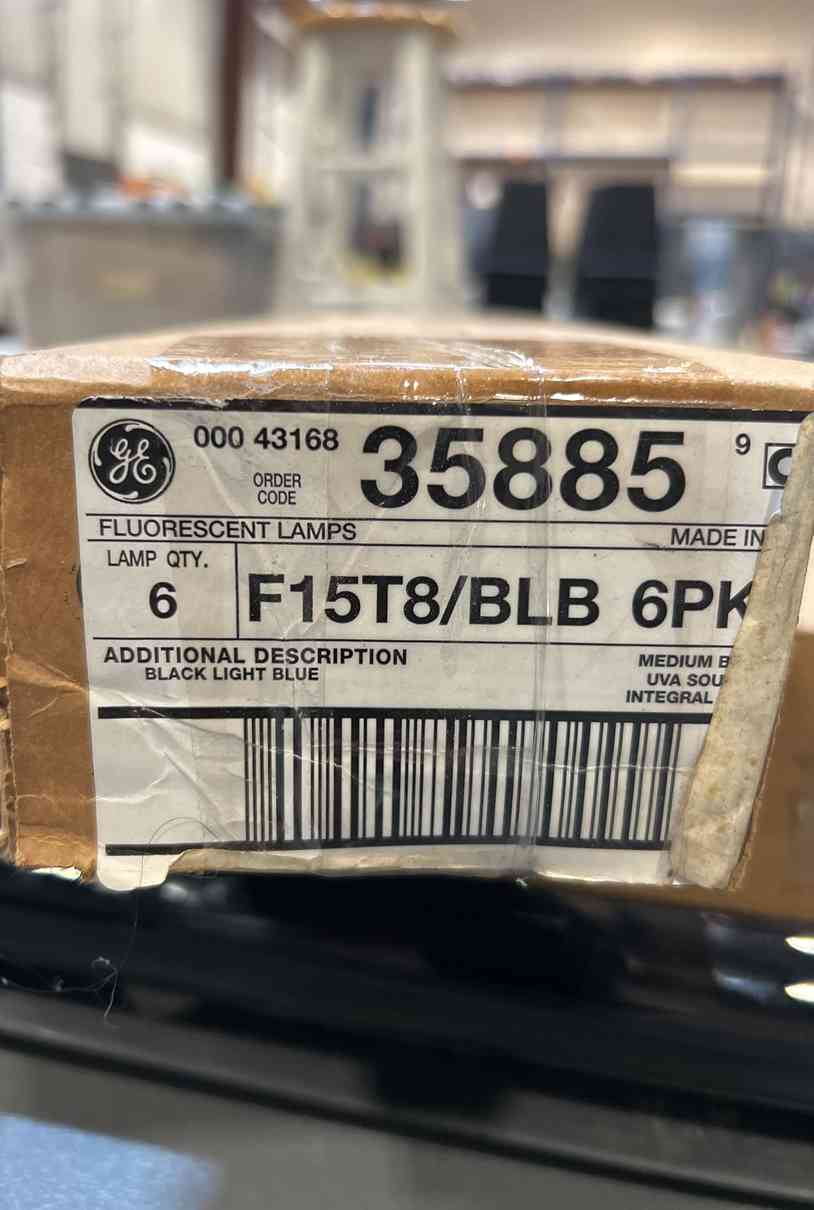 GE
000 43168
ORDER
CODE
35885
9
FLUORESCENT LAMPS
MADE IN
LAMP QTY.
6
F15T8/BLB 6PK
ADDITIONAL DESCRIPTION
BLACK LIGHT BLUE
MEDIUM
UVA
INTEGRAL